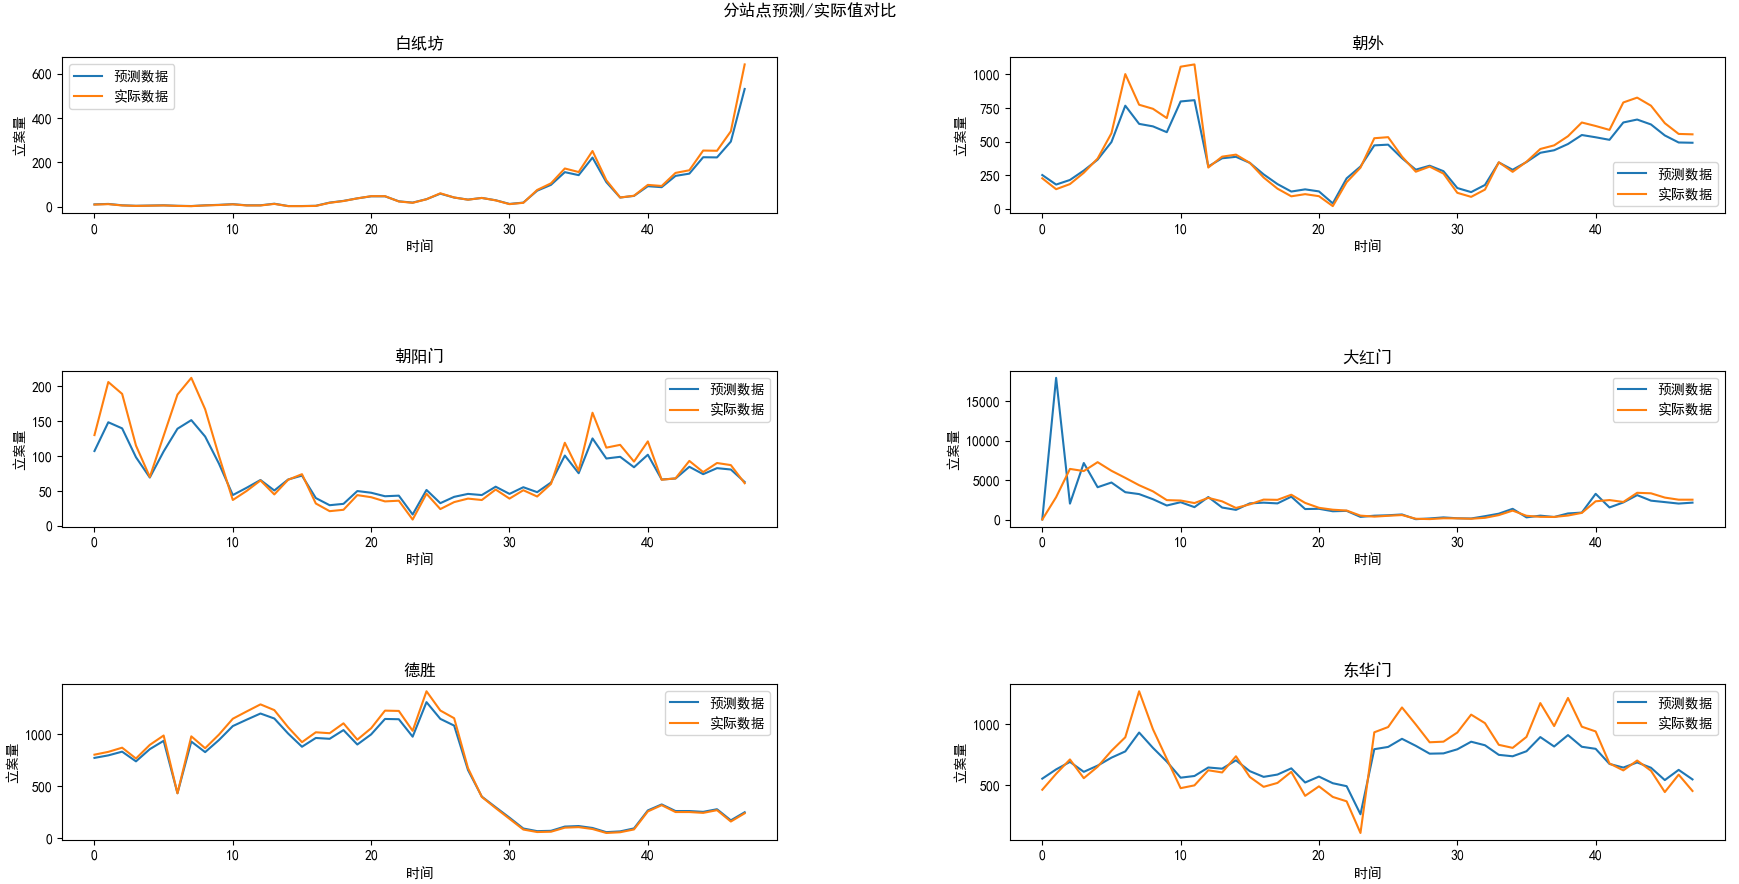 分站点预测/实际值对比
白纸坊
预测数据
实际数据
立案量
600
400
200
0
0 10 20 30 40
时间
朝外
立案量
1000
750
500
250
0
预测数据
实际数据
0 10 20 30 40
时间
朝阳门
预测数据
实际数据
立案量
200
150
100
50
0
0 10 20 30 40
时间
大红门
预测数据
实际数据
立案量
15000
10000
5000
0
0 10 20 30 40
时间
德胜
预测数据
实际数据
立案量
1000
500
0
0 10 20 30 40
时间
东华门
预测数据
实际数据
立案量
1000
500
0 10 20 30 40
时间